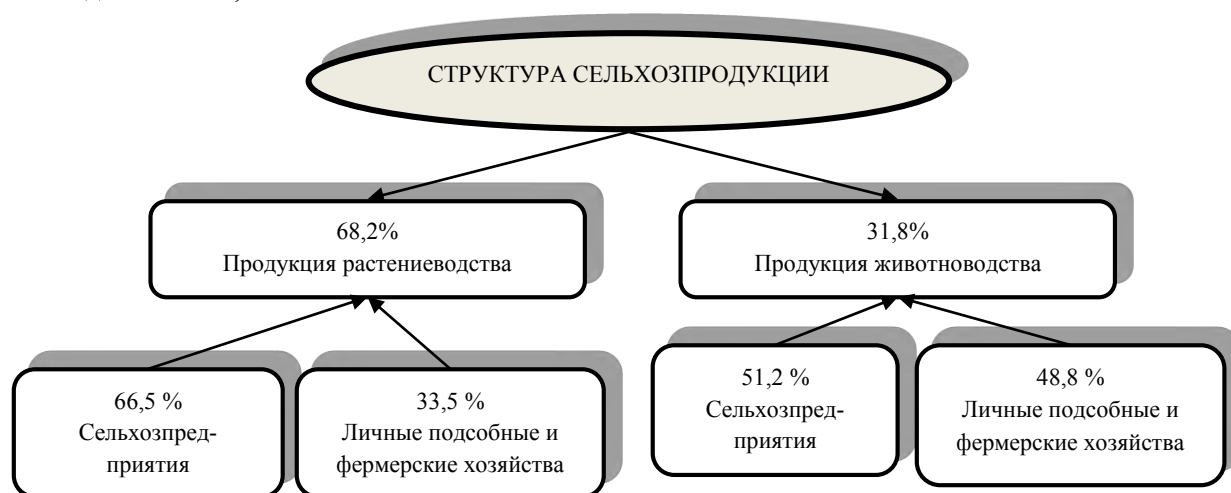 СТРУКТУРА СЕЛЬХОЗПРОДУКЦИИ
68,2%
Продукция растениеводства
31,8%
Продукция животноводства
66,5 %
Сельхозпред-
приятия
33,5 %
Личные подсобные и
фермерские хозяйства
51,2 %
Сельхозпред-
приятия
48,8 %
Личные подсобные и
фермерские хозяйства